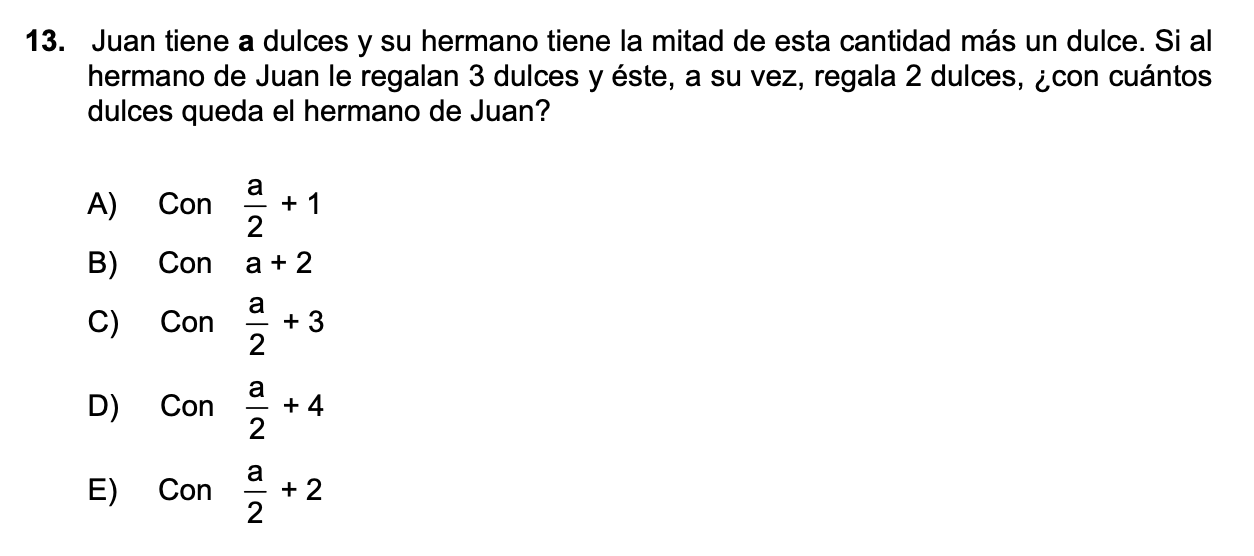 13. Juan tiene a dulces y su hermano tiene la mitad de esta cantidad más un dulce. Si al
hermano de Juan le regalan 3 dulces y éste, a su vez, regala 2 dulces, ¿con cuántos
dulces queda el hermano de Juan?
A) Con a/2 + 1
B) Con a + 2
C) Con a/2 + 3
D) Con a/2 + 4
E) Con a/2 + 2